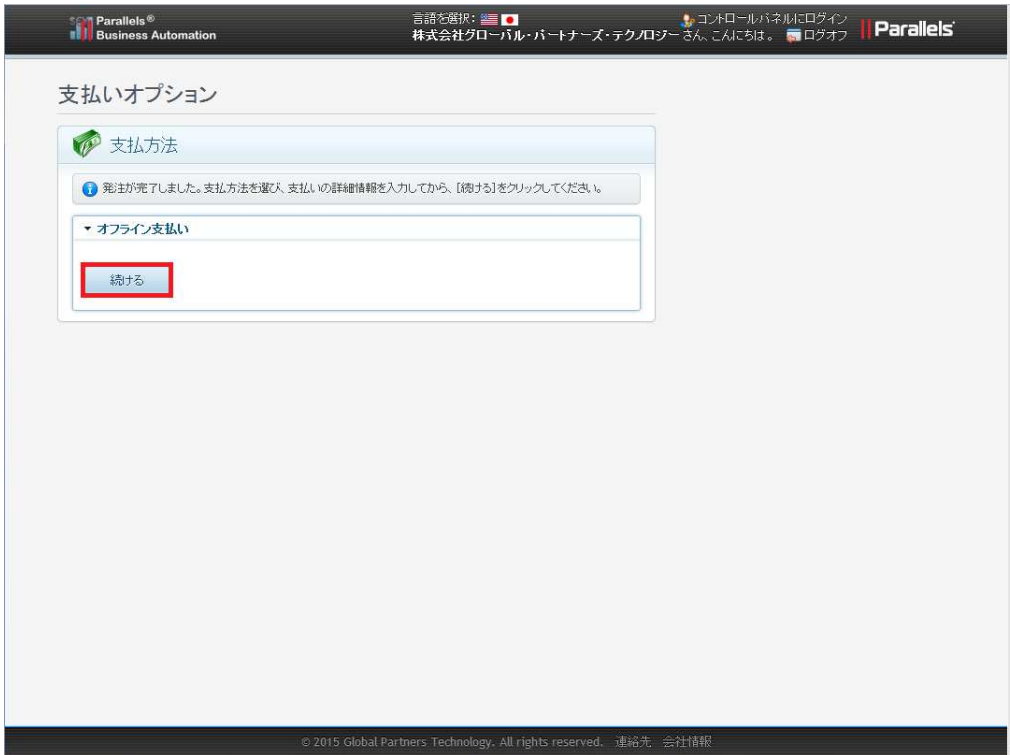 Parallels®
Business Automation
言語を選択:
コントロールパネルにログイン
株式会社グローバル・パートナーズ・テクノロジーさん、こんにちは。 ログオフ
Parallels
支払いオプション
支払方法
発注が完了しました。支払方法を選び、支払いの詳細情報を入力してから、[続ける]をクリックしてください。
オフライン支払い
続ける
© 2015 Global Partners Technology. All rights reserved. 連絡先 会社情報